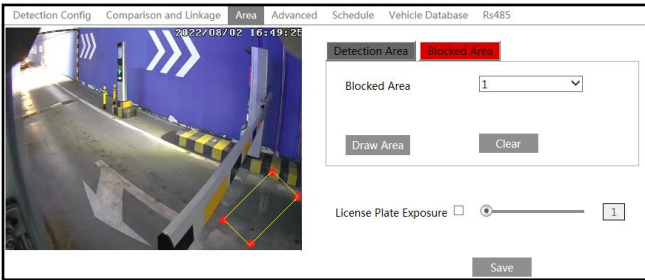 Detection Config Comparison and Linkage Area Advanced Schedule Vehicle Database Rs485
2022/08/02 16:49:25
Detection Area Blocked Area
Blocked Area 1
Draw Area Clear
License Plate Exposure 1
Save